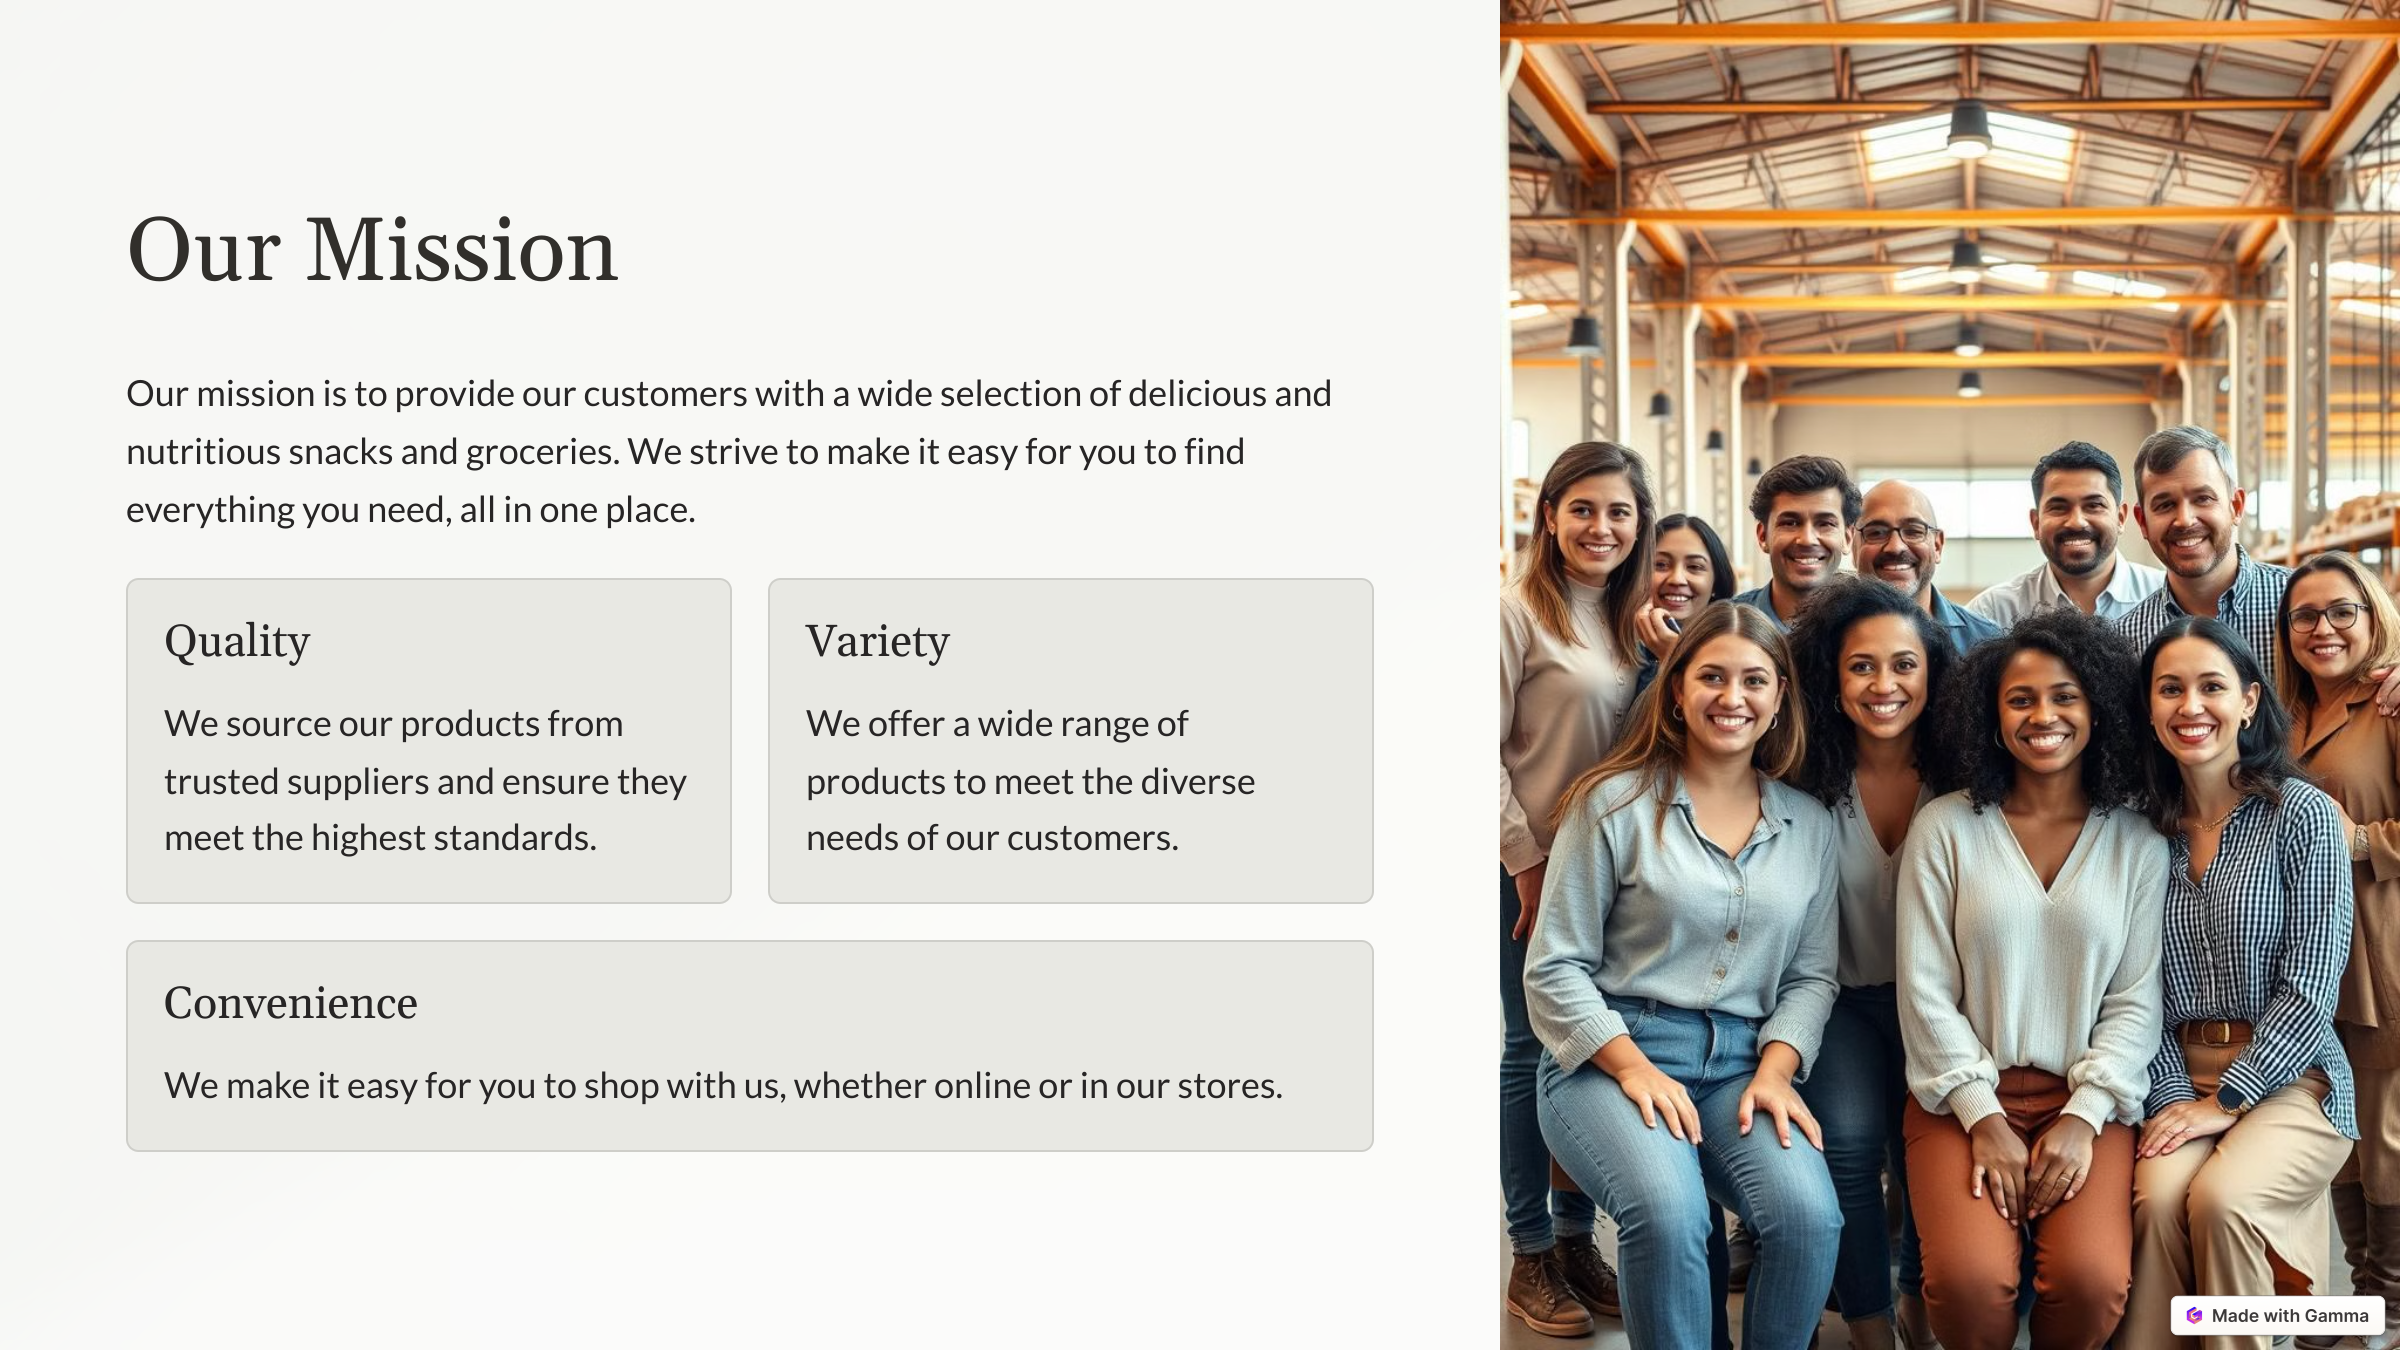 Our Mission
Our mission is to provide our customers with a wide selection of delicious and
nutritious snacks and groceries. We strive to make it easy for you to find
everything you need, all in one place.
Quality
We source our products from
trusted suppliers and ensure they
meet the highest standards.
Variety
We offer a wide range of
products to meet the diverse
needs of our customers.
Convenience
We make it easy for you to shop with us, whether online or in our stores.
Made with Gamma